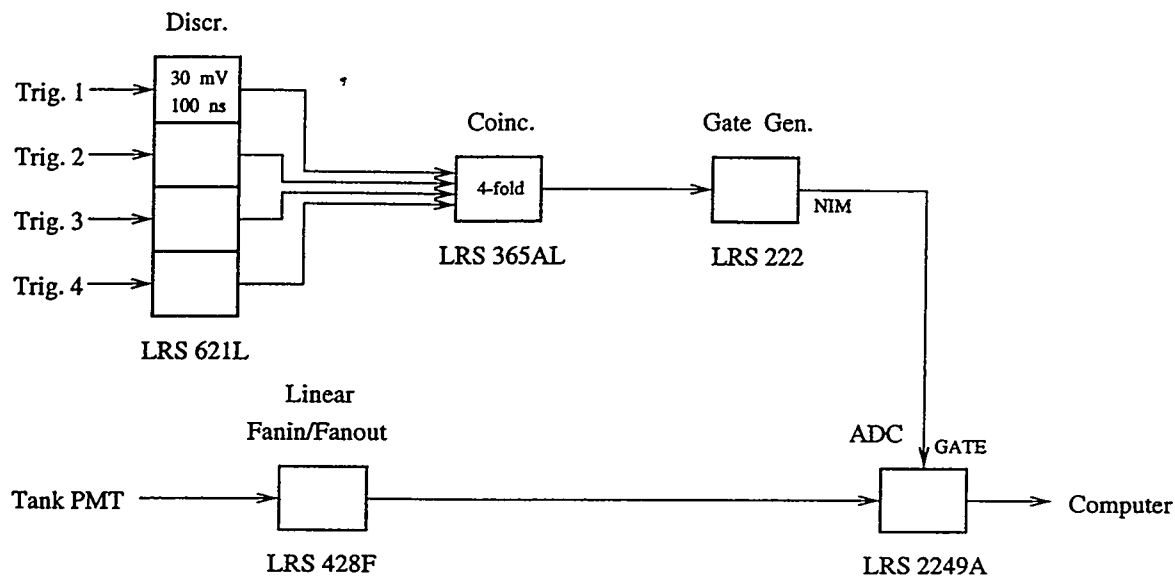 Discr.
Trig. 1
30 mV
100 ns
Trig. 2
Trig. 3
Trig. 4
LRS 621L
Coinc.
4-fold
LRS 365AL
Gate Gen.
NIM
LRS 222
Linear
Fanin/Fanout
Tank PMT
LRS 428F
ADC
GATE
Computer
LRS 2249A